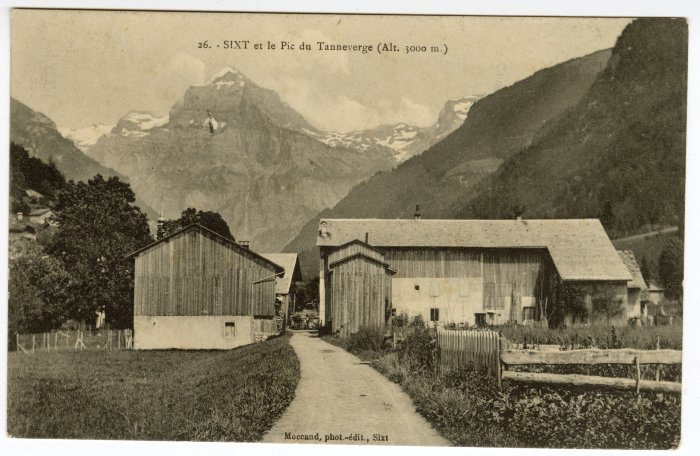 26. - SIXT et le Pic du Tanneverge (Alt. 3000 m.)
Moccand, phot.-édit., Sixt